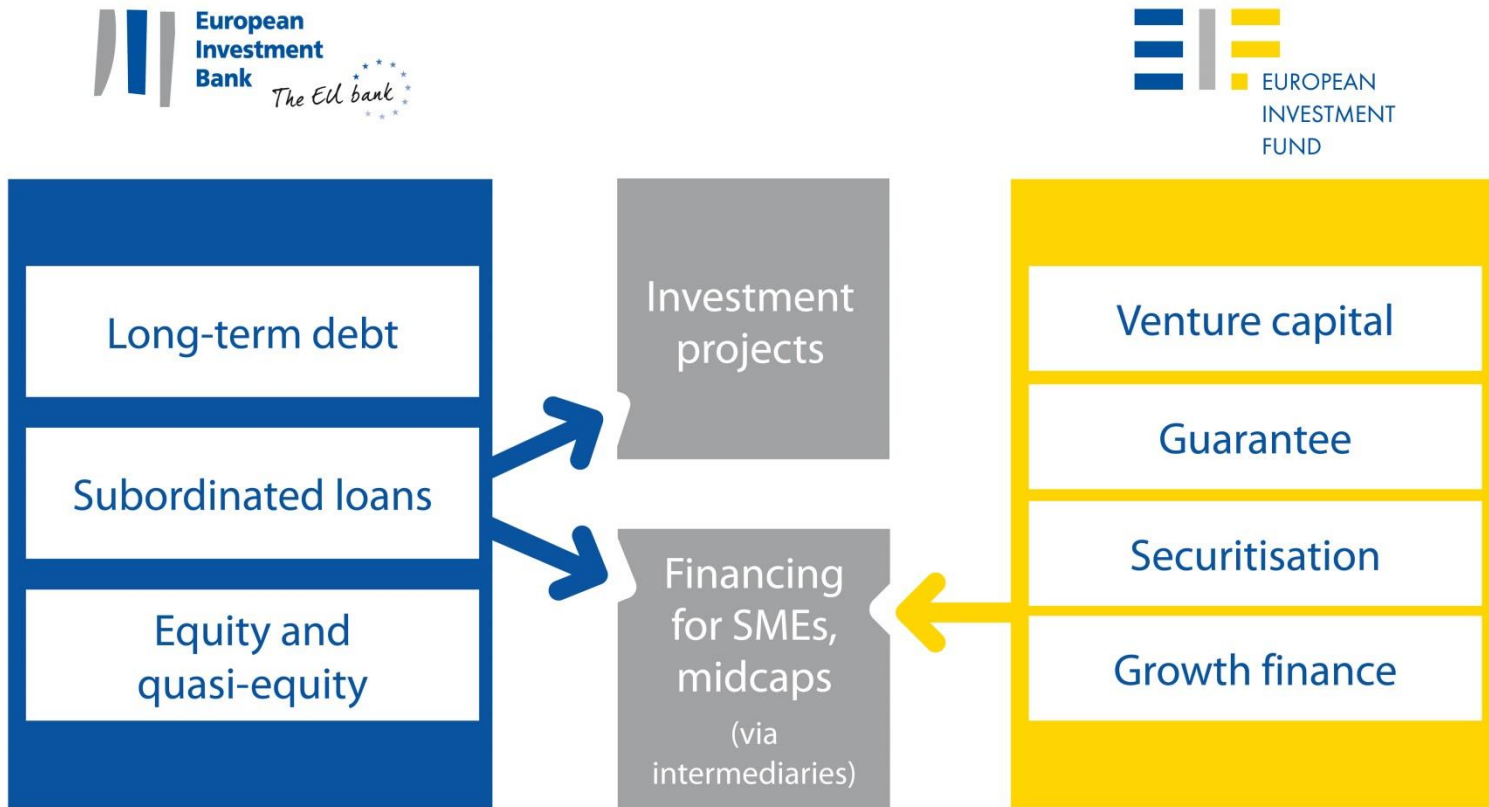 European
Investment
Bank
The EU bank
EUROPEAN
INVESTMENT
FUND
Long-term debt
Subordinated loans
Equity and
quasi-equity
Investment
projects
Financing
for SMEs,
midcaps
(via
intermediaries)
Venture capital
Guarantee
Securitisation
Growth finance